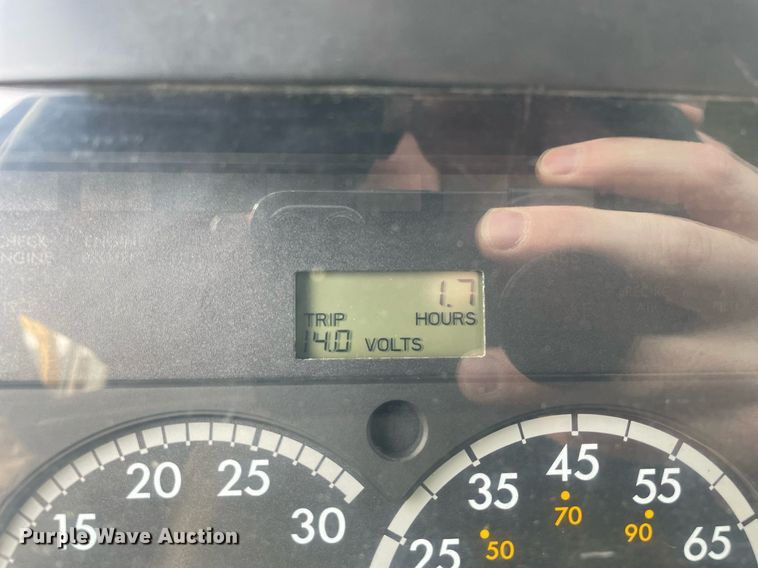 CHECK ENGINE
ENGINE
1.7
TRIP HOURS
14.0 VOLTS
15 20 25 30
25 35 45 55 65
50 70 90
Purple Wave Auction